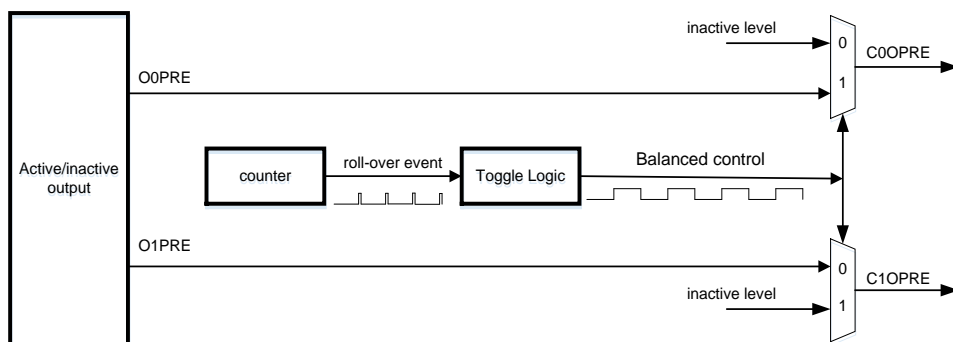 inactive level
0
C0OPRE
O0PRE
1
Active/inactive
output
counter
roll-over event
Toggle Logic
Balanced control
O1PRE
0
C1OPRE
inactive level
1